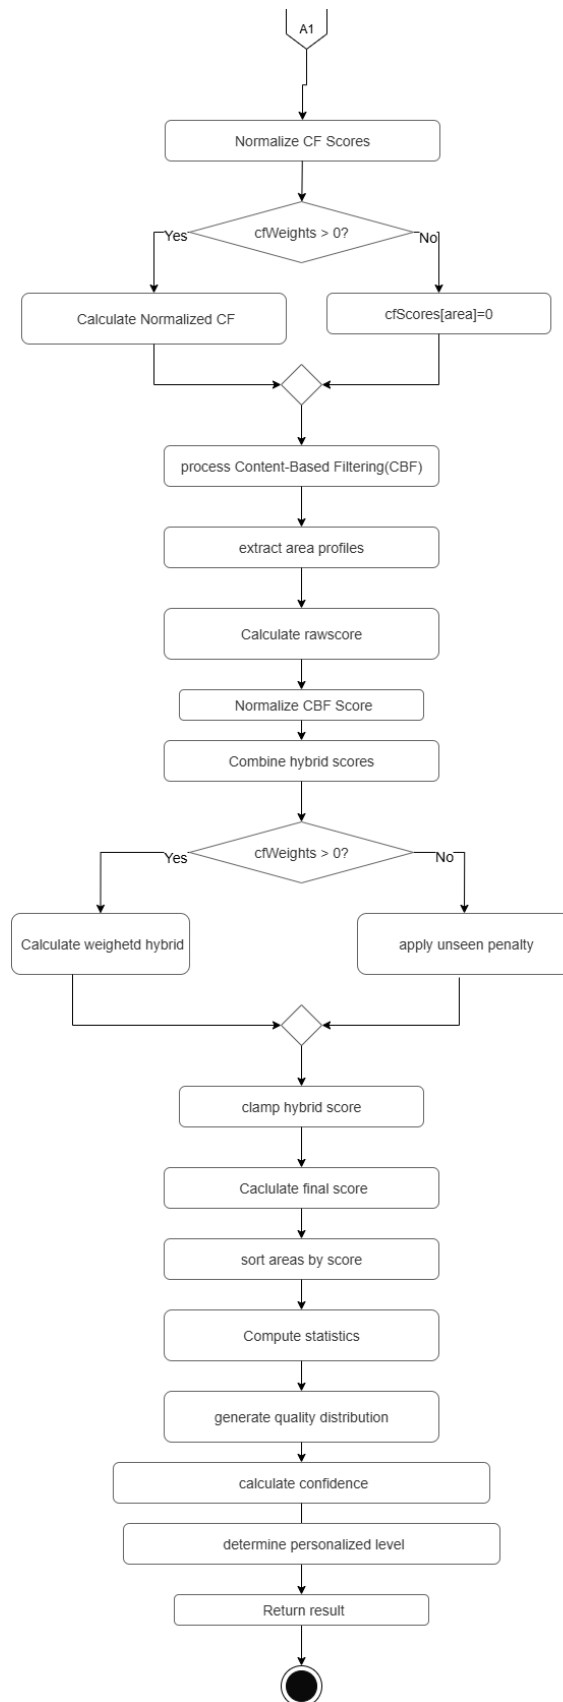 A1
Normalize CF Scores
cfWeights > 0?
Yes
No
Calculate Normalized CF
cfScores[area]=0
process Content-Based Filtering(CBF)
extract area profiles
Calculate rawscore
Normalize CBF Score
Combine hybrid scores
cfWeights > 0?
Yes
No
Calculate weighetd hybrid
apply unseen penalty
clamp hybrid score
Caclulate final score
sort areas by score
Compute statistics
generate quality distribution
calculate confidence
determine personalized level
Return result